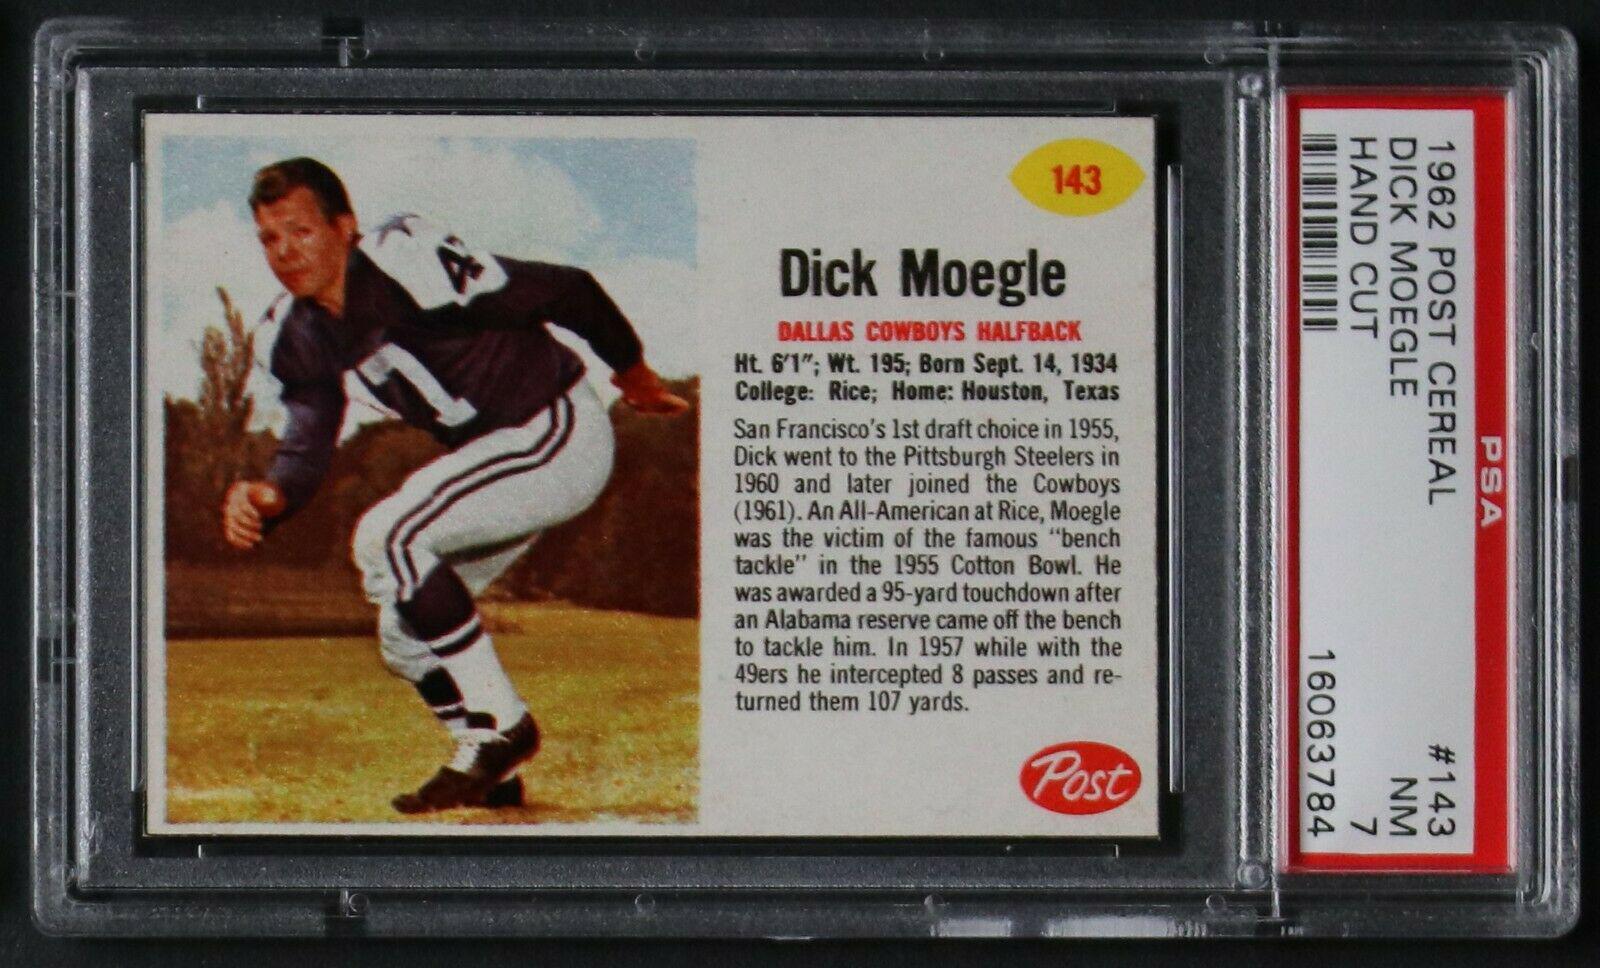 143
Dick Moegle
DALLAS COWBOYS HALFBACK
Ht. 6'1"; Wt. 195; Born Sept. 14, 1934
College: Rice; Home: Houston, Texas
San Francisco's 1st draft choice in 1955,
Dick went to the Pittsburgh Steelers in
1960 and later joined the Cowboys
(1961). An All-American at Rice, Moegle
was the victim of the famous "bench
tackle" in the 1955 Cotton Bowl. He
was awarded a 95-yard touchdown after
an Alabama reserve came off the bench
to tackle him. In 1957 while with the
49ers he intercepted 8 passes and re-
turned them 107 yards.
Post
47
PSA
1962 POST CEREAL #143
DICK MOEGLE NM
HAND CUT 7
16063784